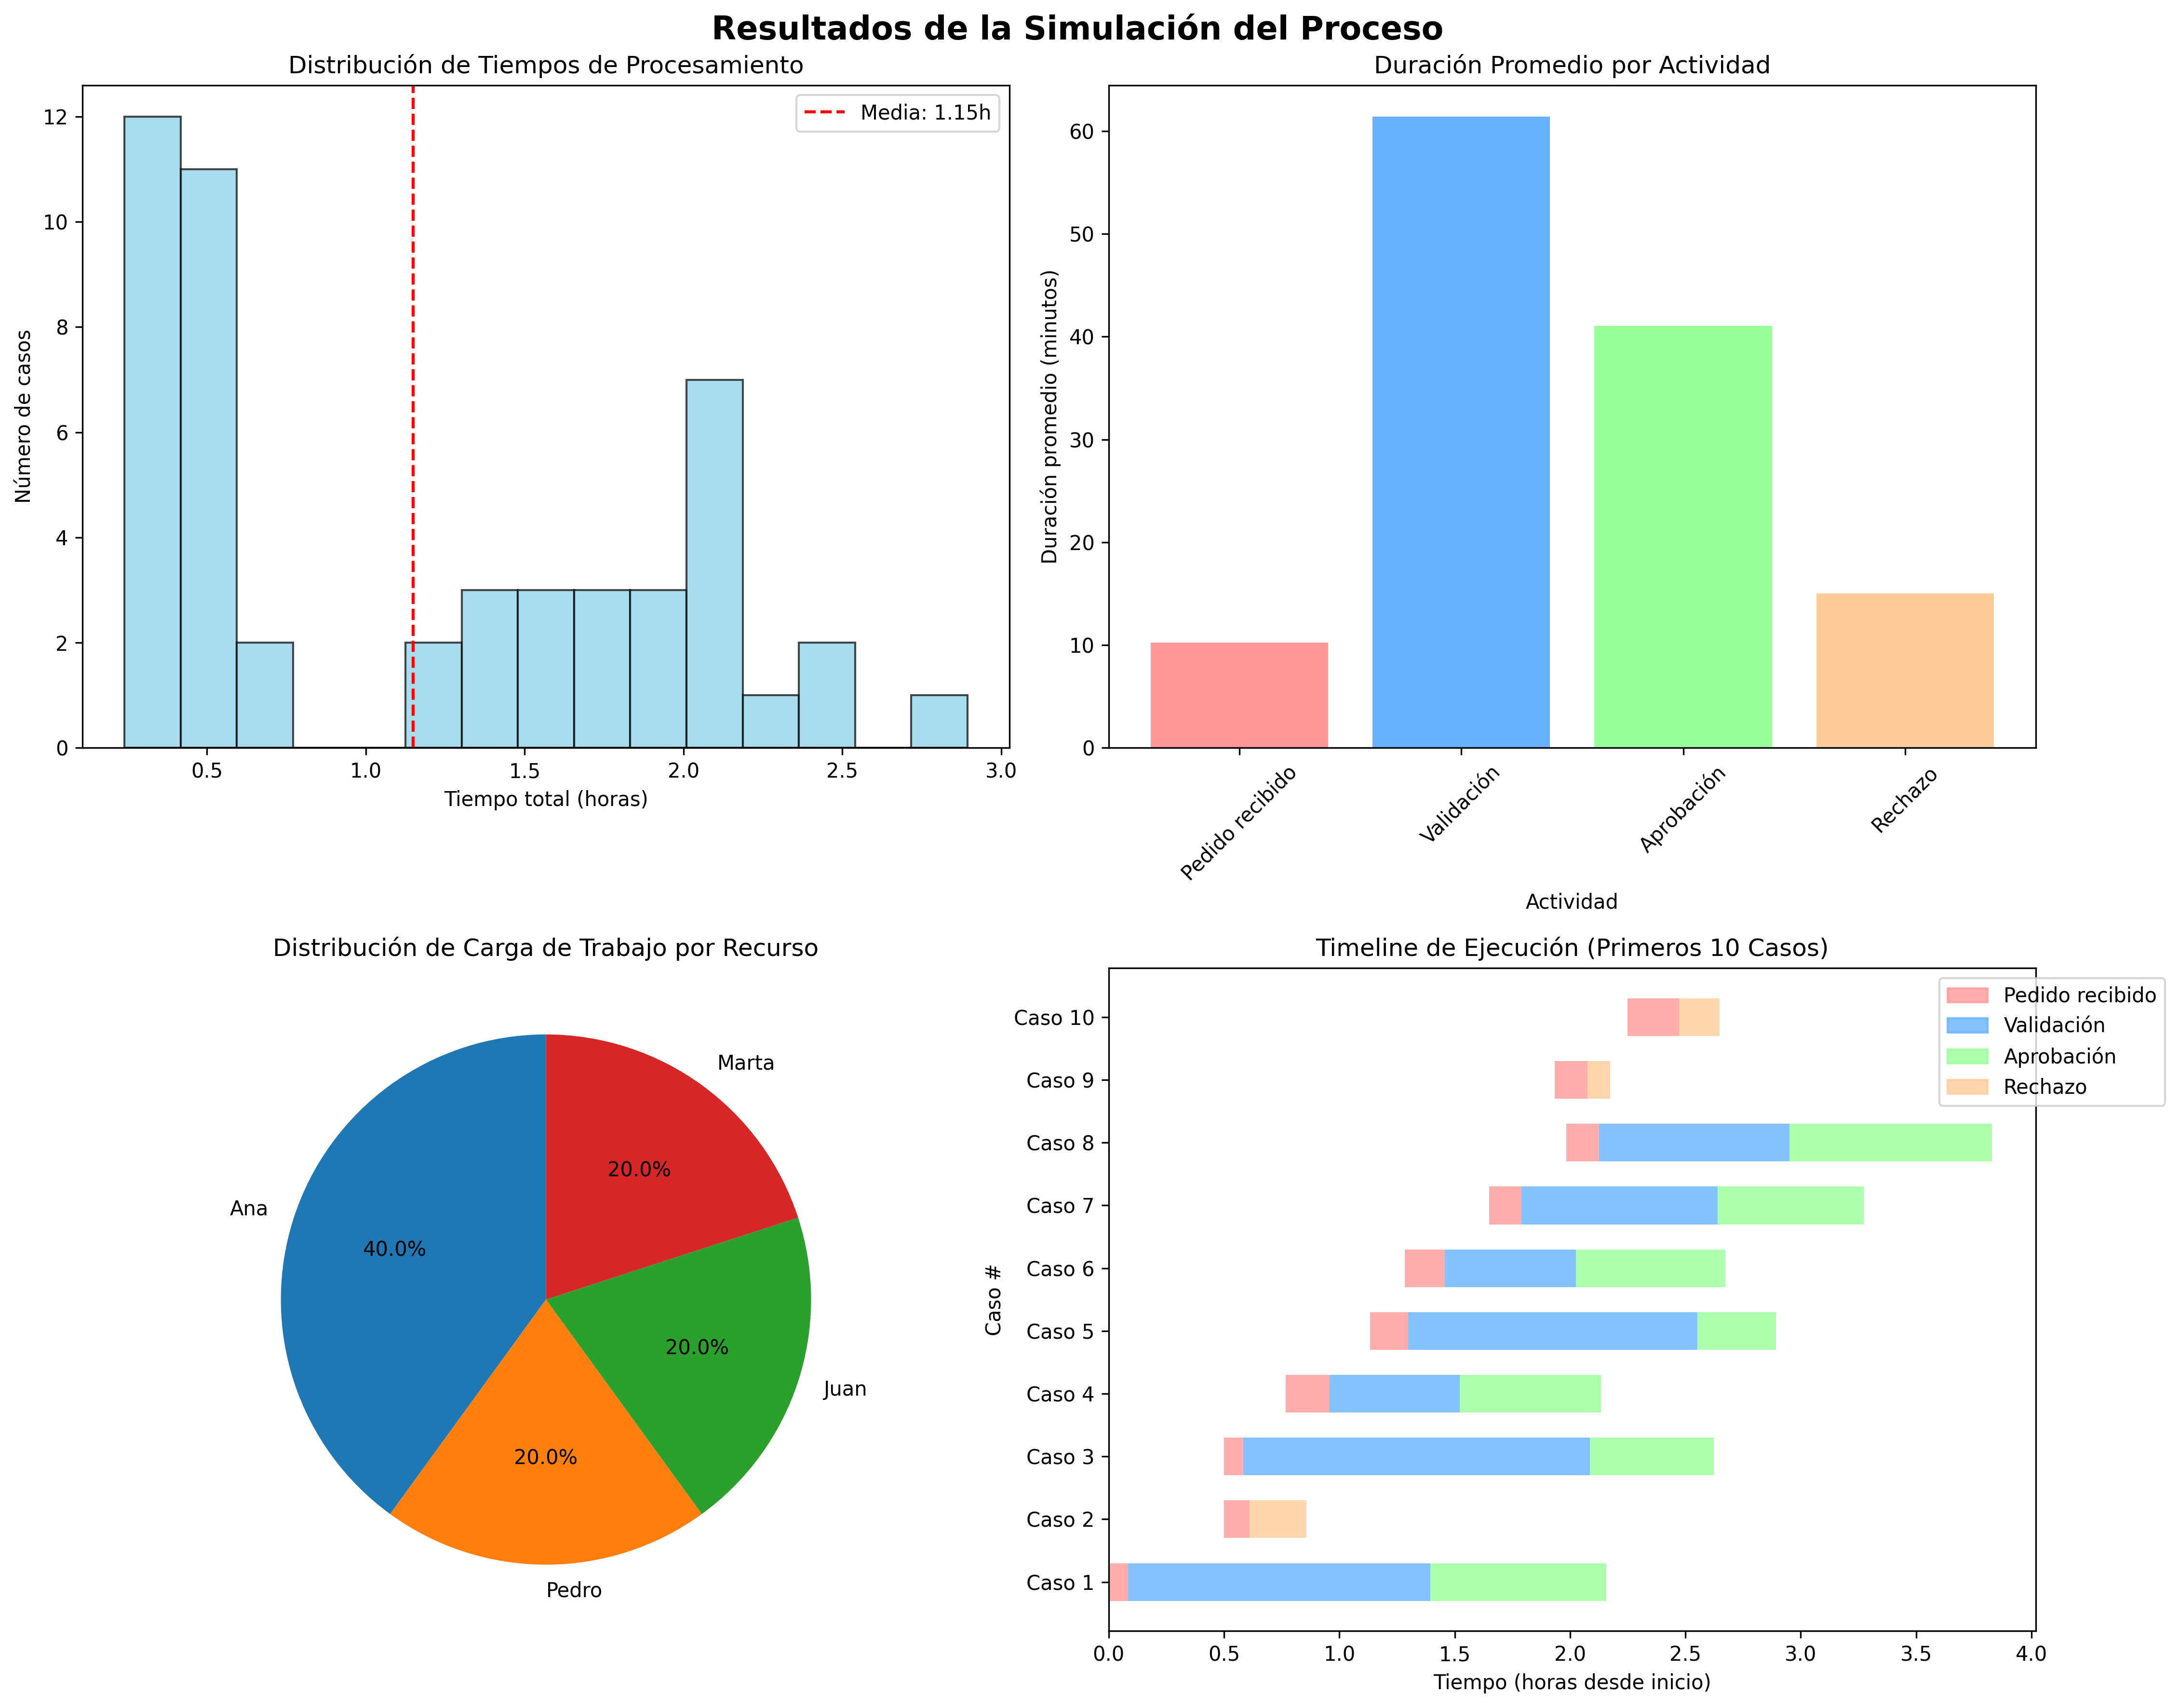 Resultados de la Simulación del Proceso
Distribución de Tiempos de Procesamiento
Media: 1.15h
Número de casos
12
10
8
6
4
2
0
0.5
1.0
1.5
2.0
2.5
3.0
Tiempo total (horas)
Duración Promedio por Actividad
Duración promedio (minutos)
60
50
40
30
20
10
0
Pedido recibido
Validación
Aprobación
Rechazo
Actividad
Distribución de Carga de Trabajo por Recurso
Marta
20.0%
Ana
40.0%
Juan
20.0%
Pedro
20.0%
Timeline de Ejecución (Primeros 10 Casos)
Pedido recibido
Validación
Aprobación
Rechazo
Caso #
Caso 10
Caso 9
Caso 8
Caso 7
Caso 6
Caso 5
Caso 4
Caso 3
Caso 2
Caso 1
0.0
0.5
1.0
1.5
2.0
2.5
3.0
3.5
4.0
Tiempo (horas desde inicio)